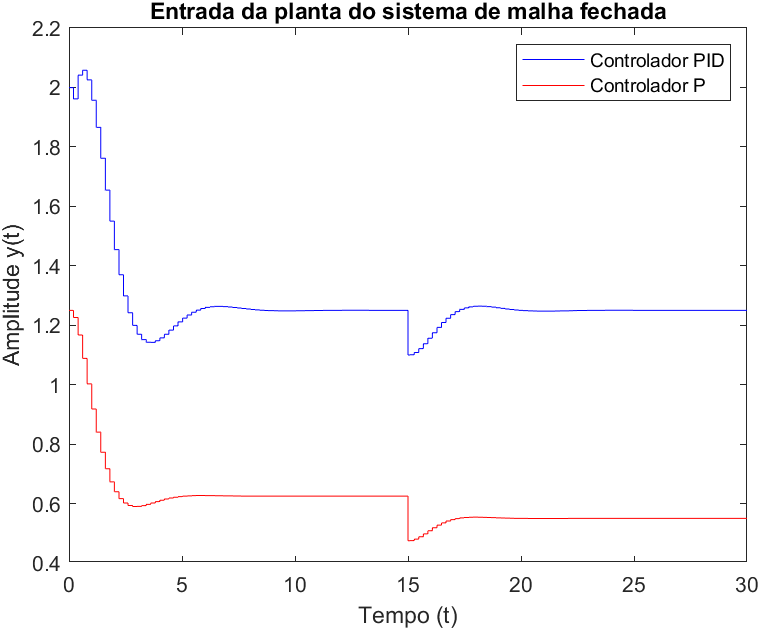 Entrada da planta do sistema de malha fechada
Controlador PID
Controlador P
Amplitude y(t)
2.2
2
1.8
1.6
1.4
1.2
1
0.8
0.6
0.4
0 5 10 15 20 25 30
Tempo (t)